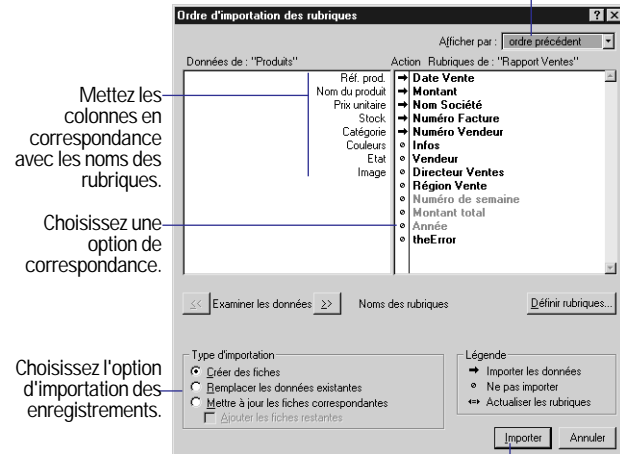 Ordre d'importation des rubriques
Afficher par : ordre précédent
Données de : "Produits"
Action Rubriques de : "Rapport Ventes"
Mettez les
colonnes en
correspondance
avec les noms des
rubriques.
Choisissez une
option de
correspondance.
Réf. prod.
Nom du produit
Prix unitaire
Stock
Catégorie
Couleurs
Etat
Image
Date Vente
Montant
Nom Société
Numéro Facture
Numéro Vendeur
Infos
Vendeur
Directeur Ventes
Région Vente
Numéro de semaine
Montant total
Année
theError
<< Examiner les données >>
Noms des rubriques
Définir rubriques...
Choisissez l'option
d'importation des
enregistrements.
Type d'importation
Créer des fiches
Remplacer les données existantes
Mettre à jour les fiches correspondantes
Ajouter les fiches restantes
Légende
Importer les données
Ne pas importer
Actualiser les rubriques
Importer
Annuler